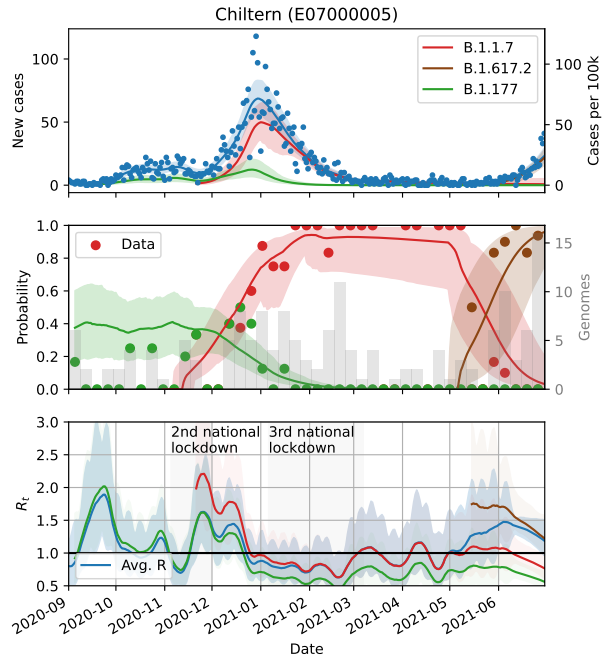 Chiltern (E07000005)
New cases
100
50
0
B.1.1.7
B.1.617.2
B.1.177
100
50
0
Cases per 100k
Probability
1.0
0.8
0.6
0.4
0.2
0.0
Data
15
10
5
0
Genomes
R_t
3.0
2.5
2.0
1.5
1.0
0.5
2nd national
lockdown
3rd national
lockdown
Avg. R
2020-09
2020-10
2020-11
2020-12
2021-01
2021-02
2021-03
2021-04
2021-05
2021-06
Date